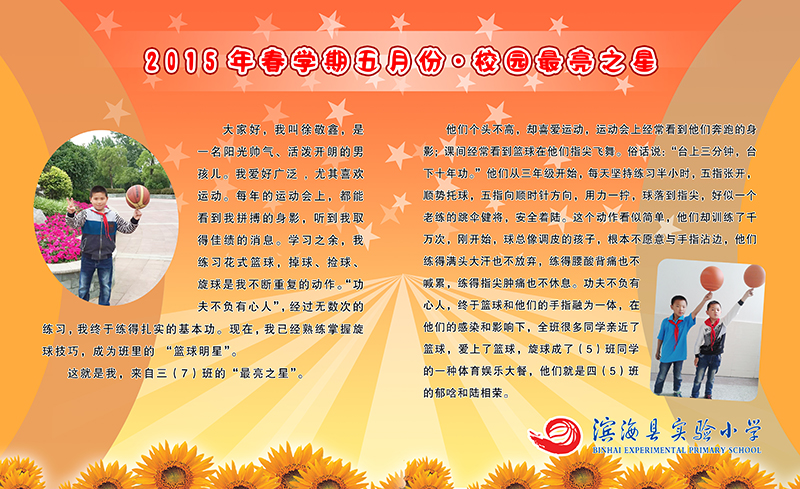 2015年春学期五月份·校园最亮之星
大家好，我叫徐敬鑫，是
一名阳光帅气、活泼开朗的男
孩儿。我爱好广泛﹑尤其喜欢
运动。每年的运动会上，都能
看到我拼搏的身影，听到我取
得佳绩的消息。学习之余，我
练习花式篮球，掉球、捡球、
旋球是我不断重复的动作。“功
夫不负有心人”，经过无数次的
练习，我终于练得扎实的基本功。现在，我已经熟练掌握旋
球技巧，成为班里的 “篮球明星”。
这就是我，来自三（7）班的“最亮之星”。
他们个头不高，却喜爱运动，运动会上经常看到他们奔跑的身
影；课间经常看到篮球在他们指尖飞舞。俗话说：“台上三分钟，台
下十年功。”他们从三年级开始，每天坚持练习半小时，五指张开，
顺势托球，五指向顺时针方向，用力一拧，球落到指尖，好似一个
老练的跳伞健将，安全着陆。这个动作看似简单，他们却训练了千
万次，刚开始，球总像调皮的孩子，根本不愿意与手指沾边，他们
练得满头大汗也不放弃，练得腰酸背痛也不
喊累，练得指尖肿痛也不休息。功夫不负有
心人，终于篮球和他们的手指融为一体，在
他们的感染和影响下，全班很多同学亲近了
篮球，爱上了篮球，旋球成了（5）班同学
的一种体育娱乐大餐，他们就是四（5）班
的郁唅和陆相荣。
滨海县实验小学
BINHAI EXPERIMENTAL PRIMARY SCHOOL